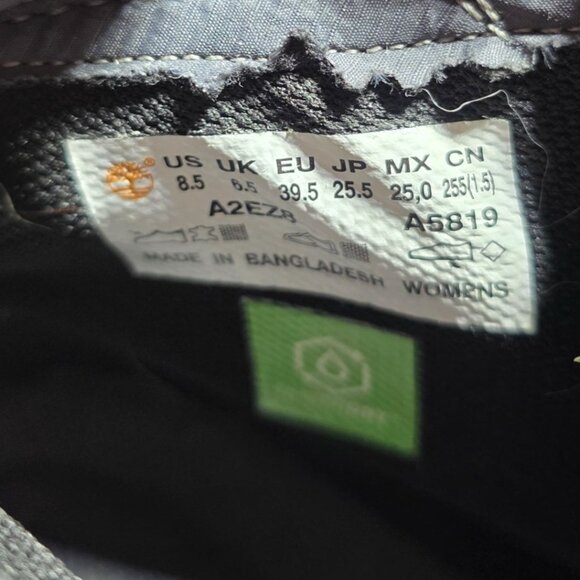 US UK EU JP MX CN
8.5 6.5 39.5 25.5 25,0 255(1.5)
A2EZ8 A5819
MADE IN BANGLADESH WOMENS